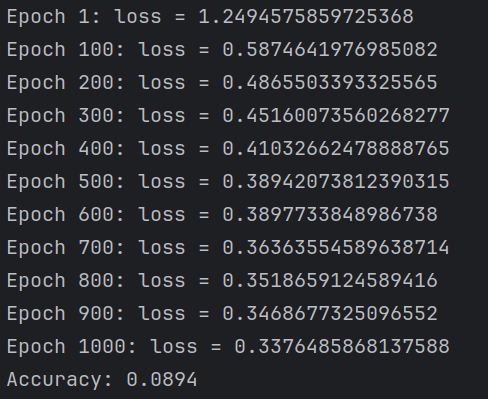 Epoch 1: loss = 1.2494575859725368
Epoch 100: loss = 0.5874641976985082
Epoch 200: loss = 0.4865503393325565
Epoch 300: loss = 0.45160073560268277
Epoch 400: loss = 0.41032662478888765
Epoch 500: loss = 0.38942073812390315
Epoch 600: loss = 0.3897733848986738
Epoch 700: loss = 0.36363554589638714
Epoch 800: loss = 0.3518659124589416
Epoch 900: loss = 0.3468677325096552
Epoch 1000: loss = 0.3376485868137588
Accuracy: 0.0894